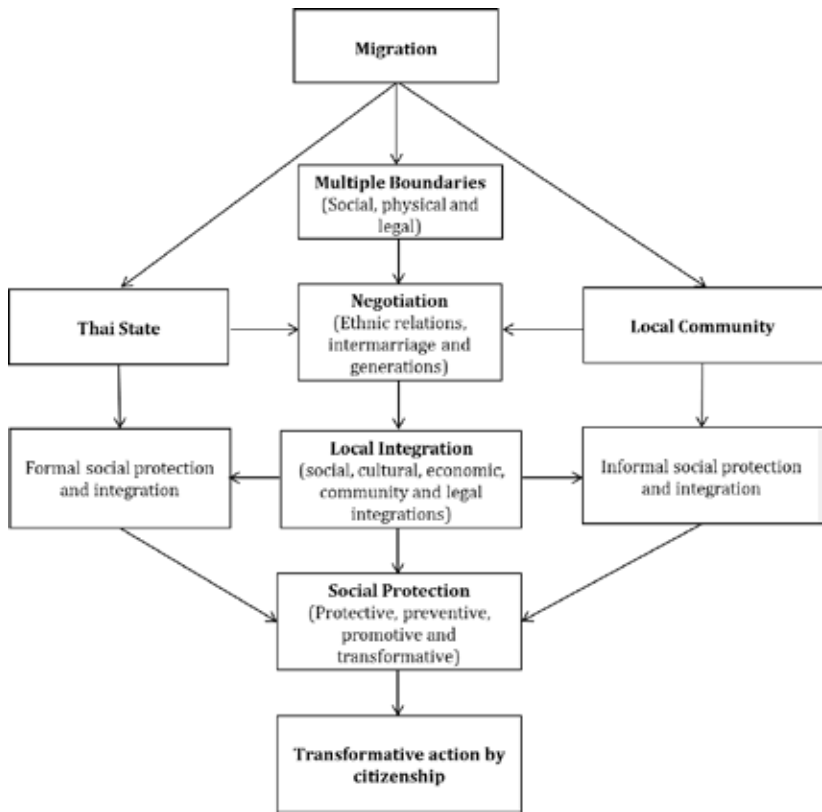 Migration
Multiple Boundaries
(Social, physical and
legal)
Thai State
Negotiation
(Ethnic relations,
intermarriage and
generations)
Local Community
Formal social protection
and integration
Local Integration
(social, cultural, economic,
community and legal
integrations)
Informal social protection
and integration
Social Protection
(Protective, preventive,
promotive and
transformative)
Transformative action by
citizenship